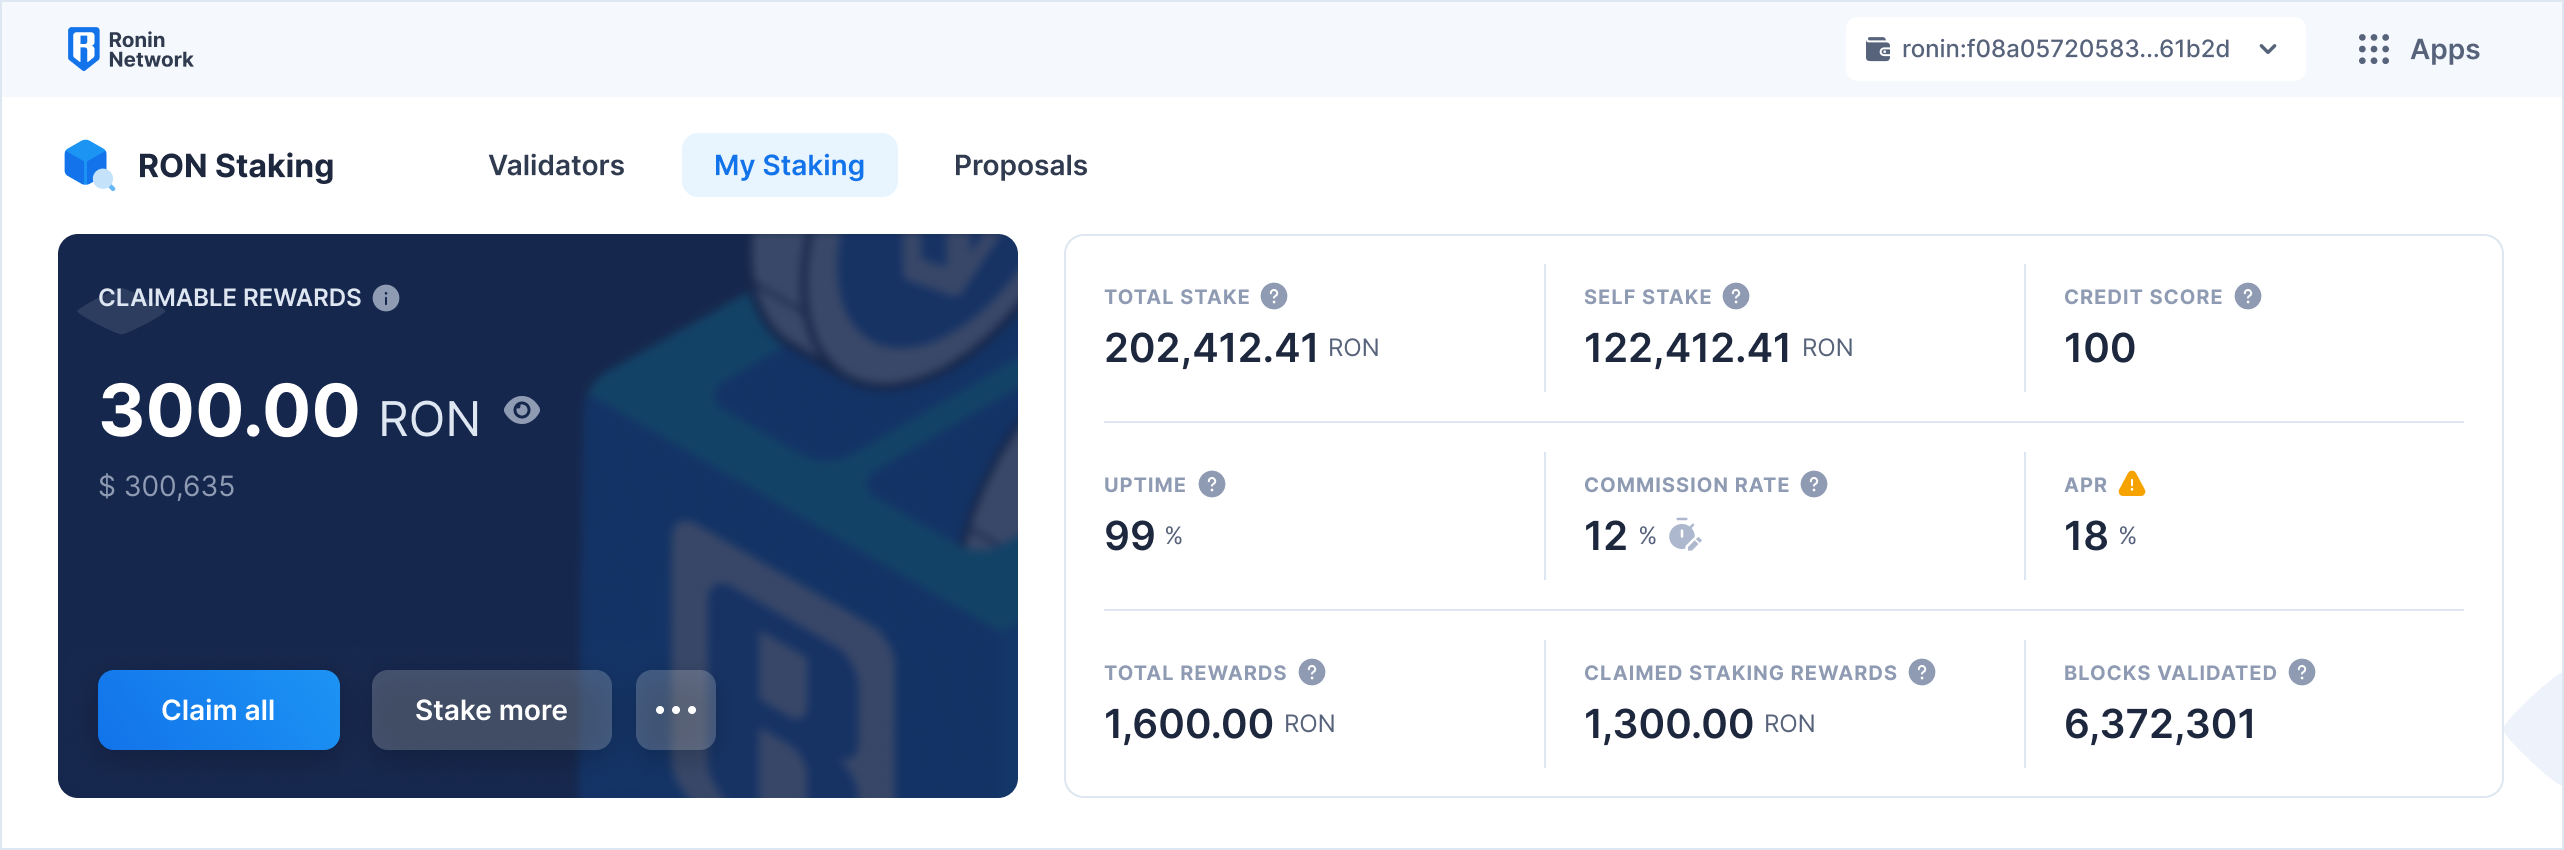 Ronin
Network
ronin:f08a05720583...61b2d
Apps
RON Staking
Validators
My Staking
Proposals
CLAIMABLE REWARDS
300.00 RON
$ 300,635
Claim all
Stake more
TOTAL STAKE
202,412.41 RON
SELF STAKE
122,412.41 RON
CREDIT SCORE
100
UPTIME
99 %
COMMISSION RATE
12 %
APR
18 %
TOTAL REWARDS
1,600.00 RON
CLAIMED STAKING REWARDS
1,300.00 RON
BLOCKS VALIDATED
6,372,301